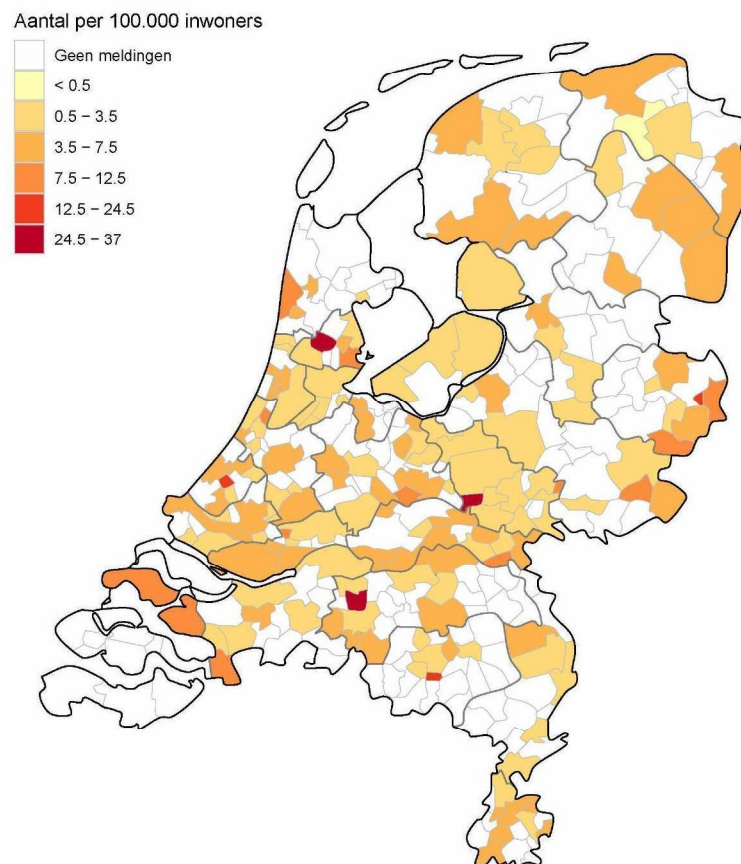 Aantal per 100.000 inwoners
Geen meldingen
< 0.5
0.5 – 3.5
3.5 – 7.5
7.5 – 12.5
12.5 – 24.5
24.5 – 37